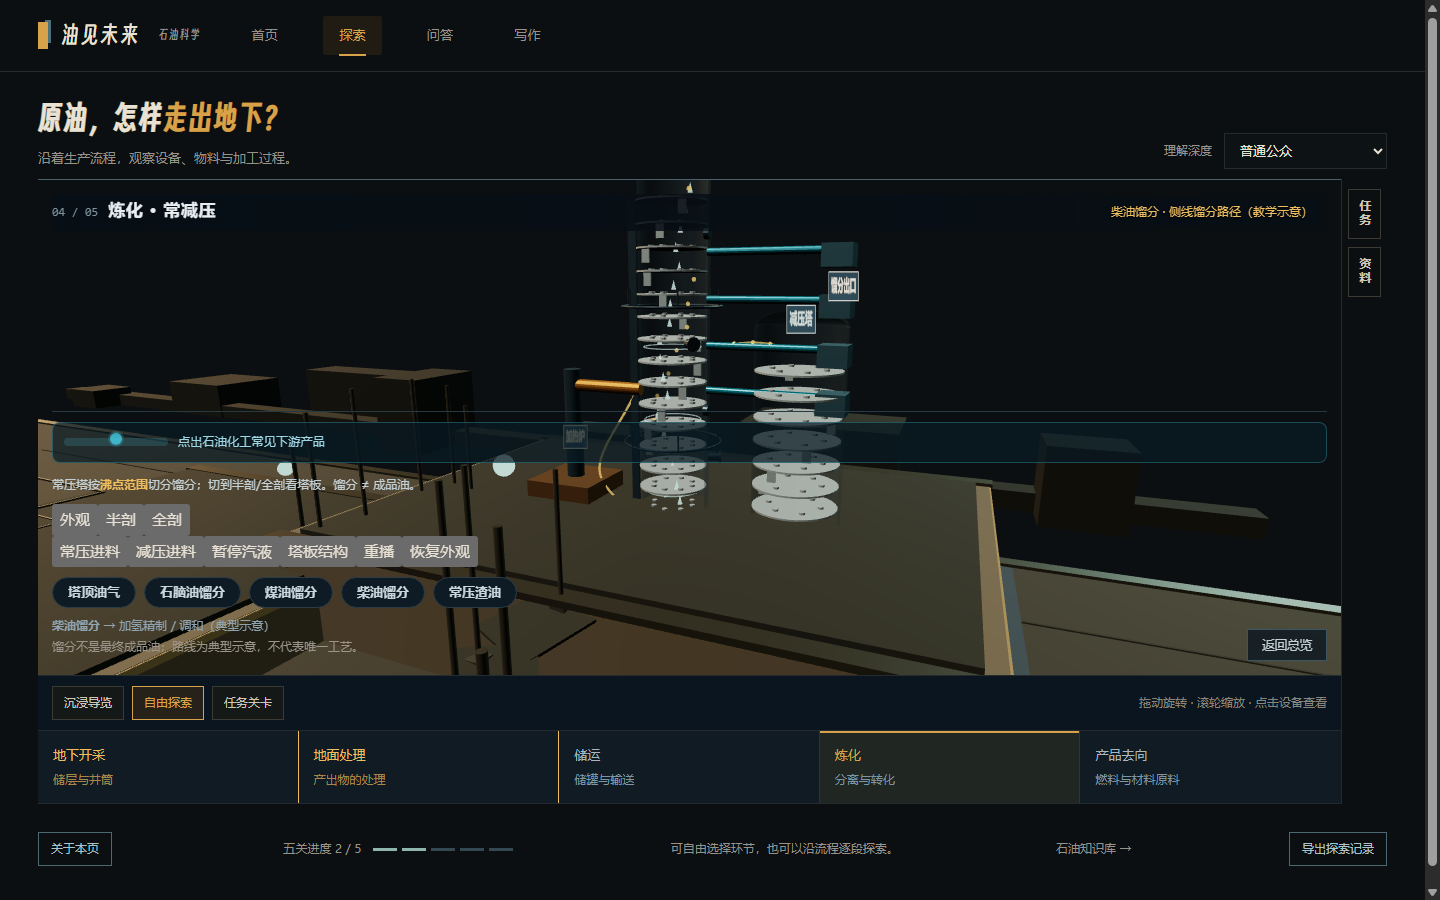 油见未来 石油科学 首页 探索 问答 写作
原油，怎样走出地下？
沿着生产流程，观察设备、物料与加工过程。
理解深度 普通公众
04 / 05 炼化·常减压
柴油馏分·侧线馏分路径（教学示意）
任务
资料
馏分出口
减压塔
加热炉
点出石油化工常见下游产品
常压塔按沸点范围切分馏分；切到半剖/全剖看塔板。馏分 ≠ 成品油。
外观 半剖 全剖
常压进料 减压进料 暂停汽液 塔板结构 重播 恢复外观
塔顶油气 石脑油馏分 煤油馏分 柴油馏分 常压渣油
柴油馏分 → 加氢精制 / 调和（典型示意）
馏分不是最终成品油；路线为典型示意，不代表唯一工艺。
返回总览
沉浸导览 自由探索 任务关卡
拖动旋转·滚轮缩放·点击设备查看
地下开采 地面处理 储运 炼化 产品去向
储层与井筒 产出物的处理 储罐与输送 分离与转化 燃料与材料原料
关于本页 五关进度 2 / 5 可自由选择环节，也可以沿流程逐段探索。 石油知识库 → 导出探索记录